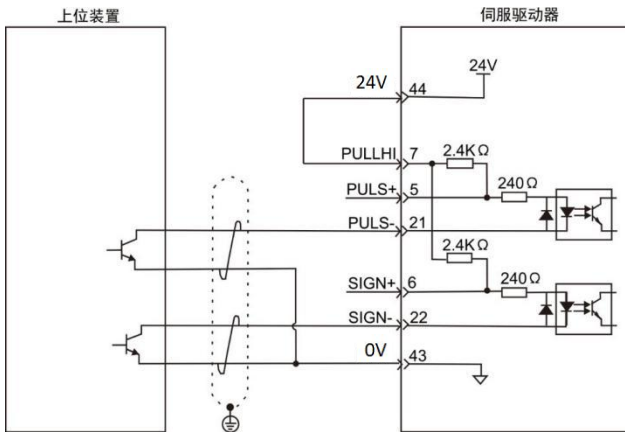 上位装置
伺服驱动器
24V
44
24V
PULLHI
7
2.4KΩ
PULS+
5
240Ω
PULS-
21
2.4KΩ
SIGN+
6
240Ω
SIGN-
22
0V
43